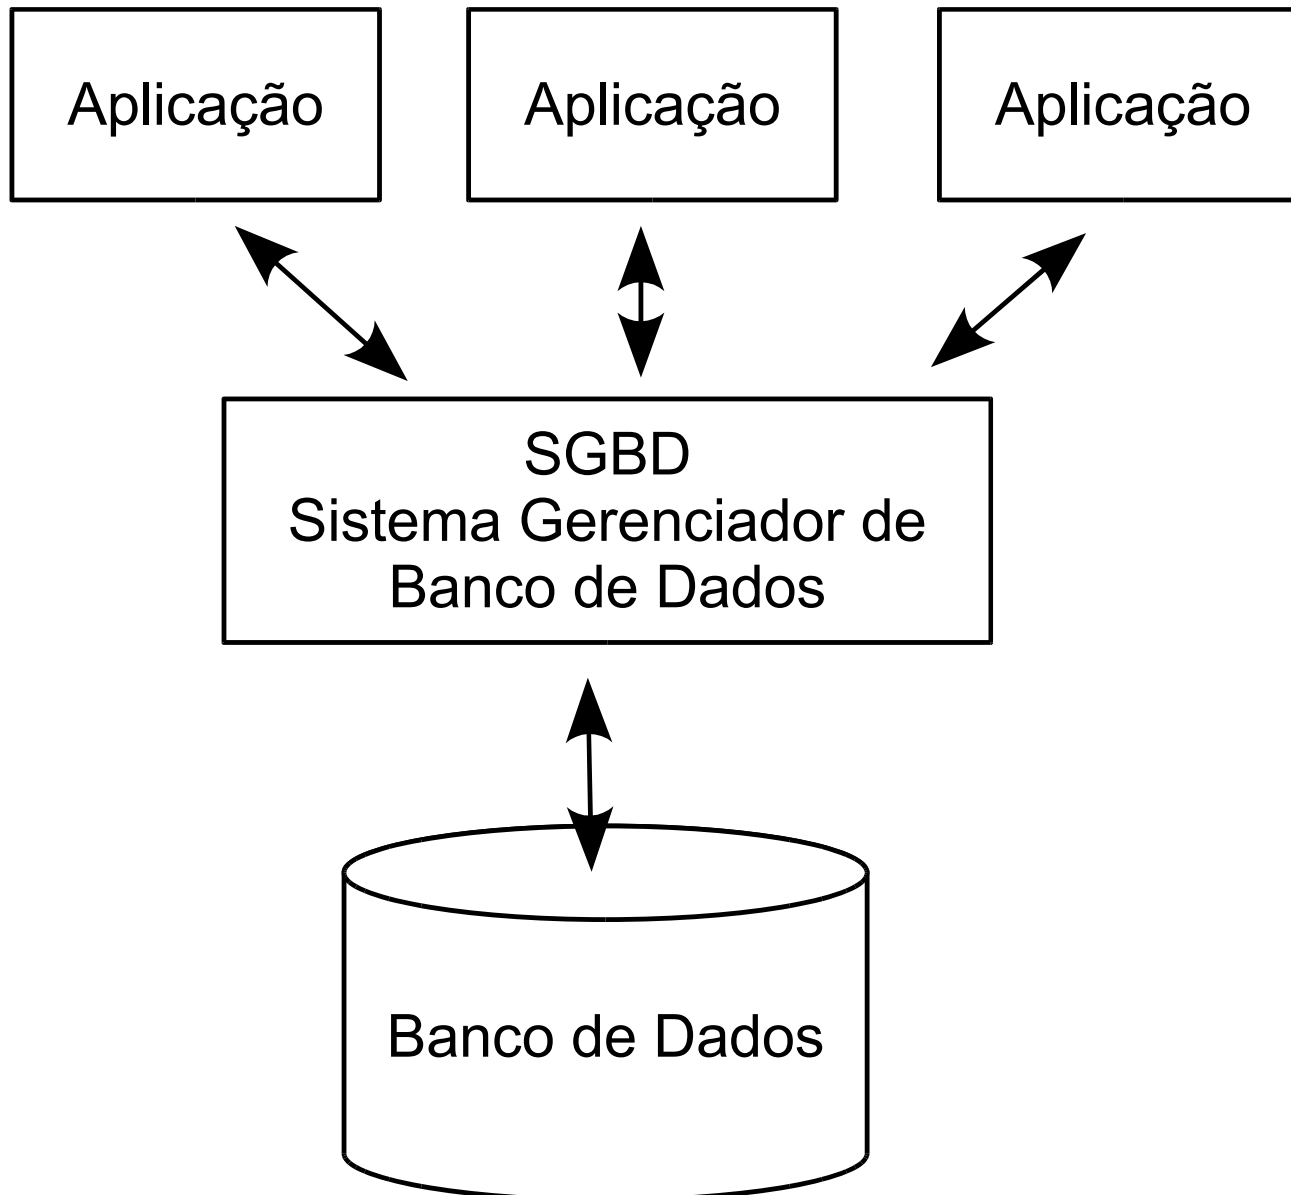 Aplicação
Aplicação
Aplicação
SGBD
Sistema Gerenciador de
Banco de Dados
Banco de Dados